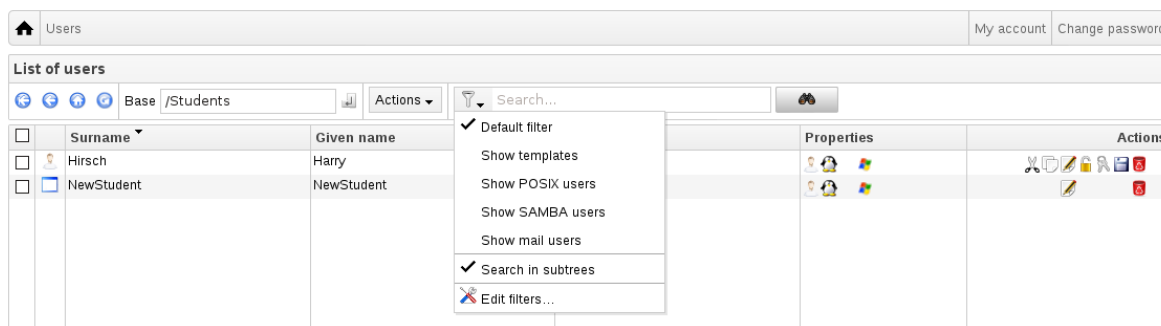 Users My account Change password
List of users
Base /Students Actions Search...
Surname Given name Properties Actions
Hirsch Harry
NewStudent NewStudent
Default filter
Show templates
Show POSIX users
Show SAMBA users
Show mail users
Search in subtrees
Edit filters...